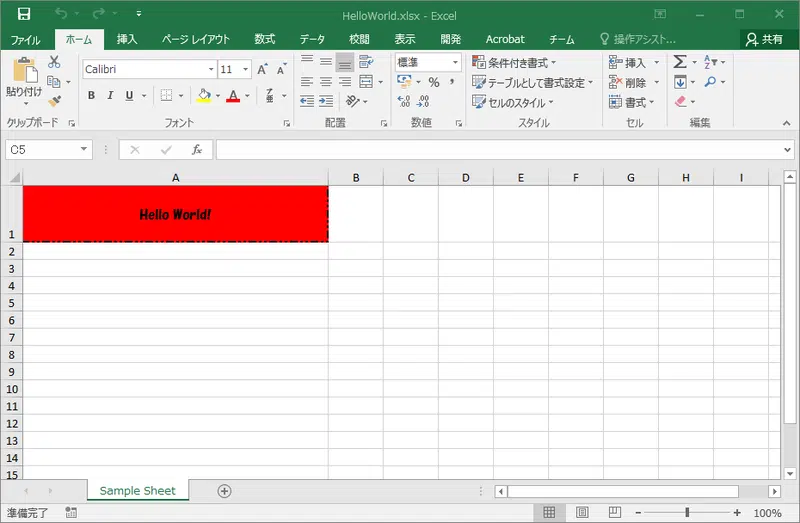 HelloWorld.xlsx - Excel
ファイル ホーム 挿入 ページ レイアウト 数式 データ 校閲 表示 開発 Acrobat チーム 操作アシスト... 共有
貼り付け
Calibri 11
B I U A
標準
% ,
条件付き書式
テーブルとして書式設定
セルのスタイル
挿入
削除
書式
クリップボード フォント 配置 数値 スタイル セル 編集
C5 fx
A B C D E F G H I
1 Hello World!
2
3
4
5
6
7
8
9
10
11
12
13
14
15
Sample Sheet
準備完了 100%